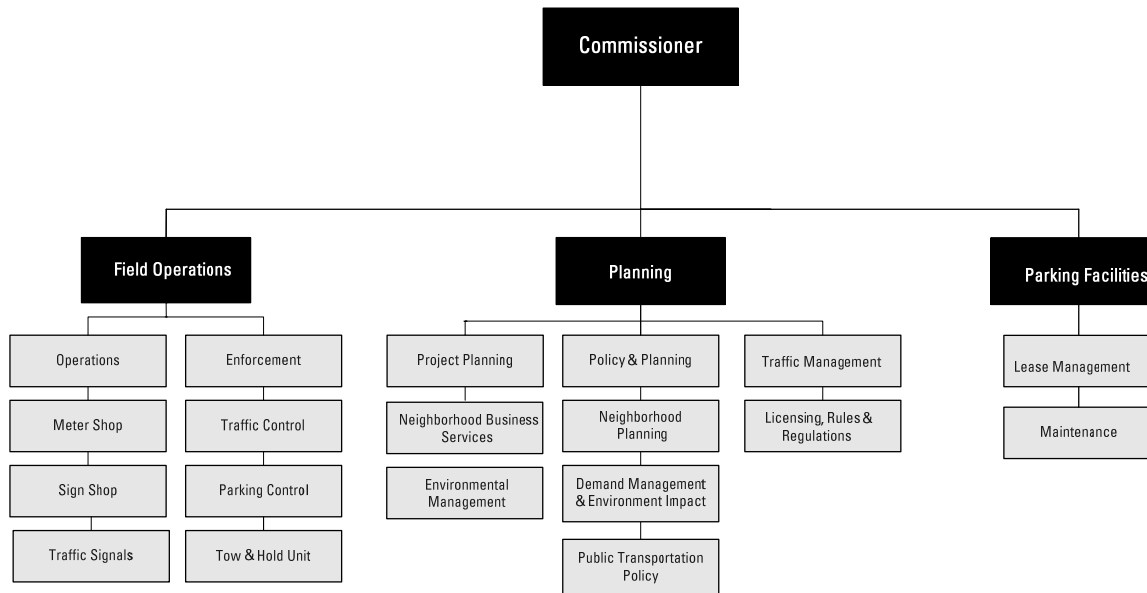 Commissioner
Field Operations
Planning
Parking Facilities
Operations
Enforcement
Project Planning
Policy & Planning
Traffic Management
Lease Management
Meter Shop
Traffic Control
Neighborhood Business
Services
Neighborhood
Planning
Licensing, Rules &
Regulations
Maintenance
Sign Shop
Parking Control
Environmental
Management
Demand Management
& Environment Impact
Traffic Signals
Tow & Hold Unit
Public Transportation
Policy